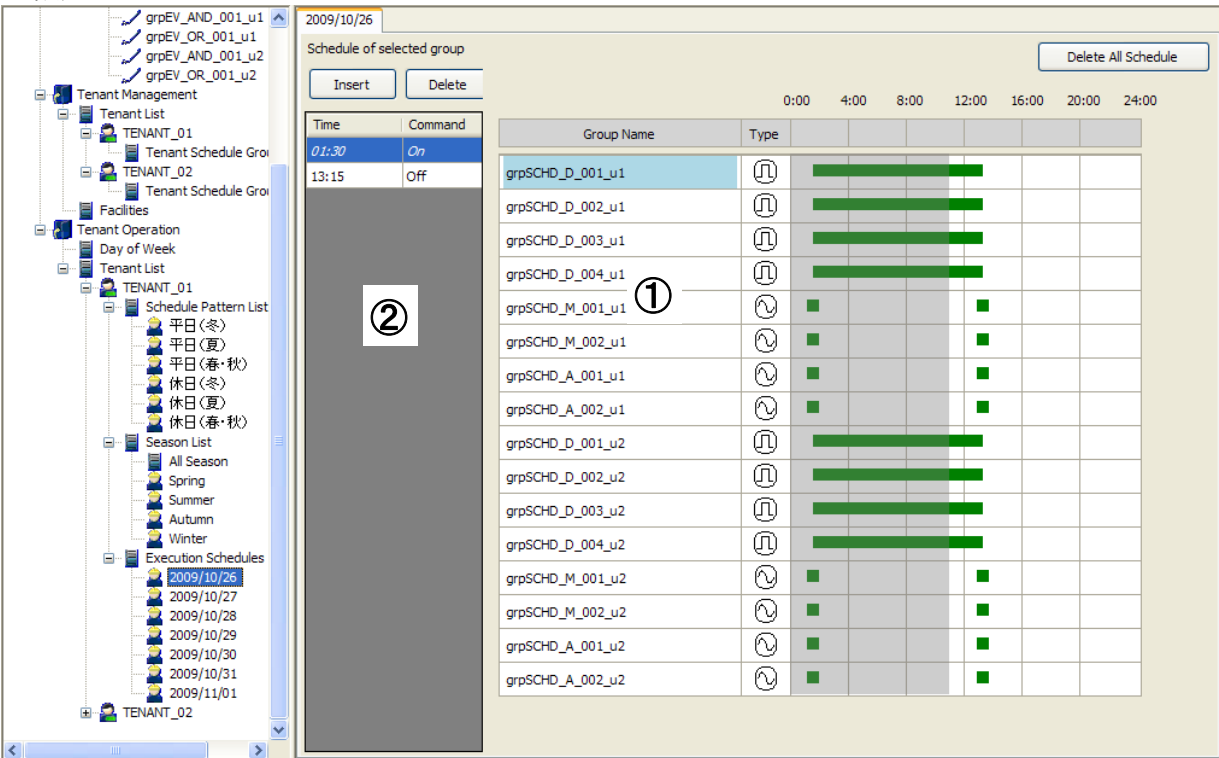 grpEV_AND_001_u1
grpEV_OR_001_u1
grpEV_AND_001_u2
grpEV_OR_001_u2
Tenant Management
Tenant List
TENANT_01
Tenant Schedule Gro
TENANT_02
Tenant Schedule Gro
Facilities
Tenant Operation
Day of Week
Tenant List
TENANT_01
Schedule Pattern List
平日(冬)
平日(夏)
平日(春・秋)
休日(冬)
休日(夏)
休日(春・秋)
Season List
All Season
Spring
Summer
Autumn
Winter
Execution Schedules
2009/10/26
2009/10/27
2009/10/28
2009/10/29
2009/10/30
2009/10/31
2009/11/01
TENANT_02
2009/10/26
Schedule of selected group
Delete All Schedule
Insert Delete
Time Command
01:30 On
13:15 Off
②
0:00 4:00 8:00 12:00 16:00 20:00 24:00
Group Name Type
grpSCHD_D_001_u1
grpSCHD_D_002_u1
grpSCHD_D_003_u1
grpSCHD_D_004_u1
①
grpSCHD_M_001_u1
grpSCHD_M_002_u1
grpSCHD_A_001_u1
grpSCHD_A_002_u1
grpSCHD_D_001_u2
grpSCHD_D_002_u2
grpSCHD_D_003_u2
grpSCHD_D_004_u2
grpSCHD_M_001_u2
grpSCHD_M_002_u2
grpSCHD_A_001_u2
grpSCHD_A_002_u2